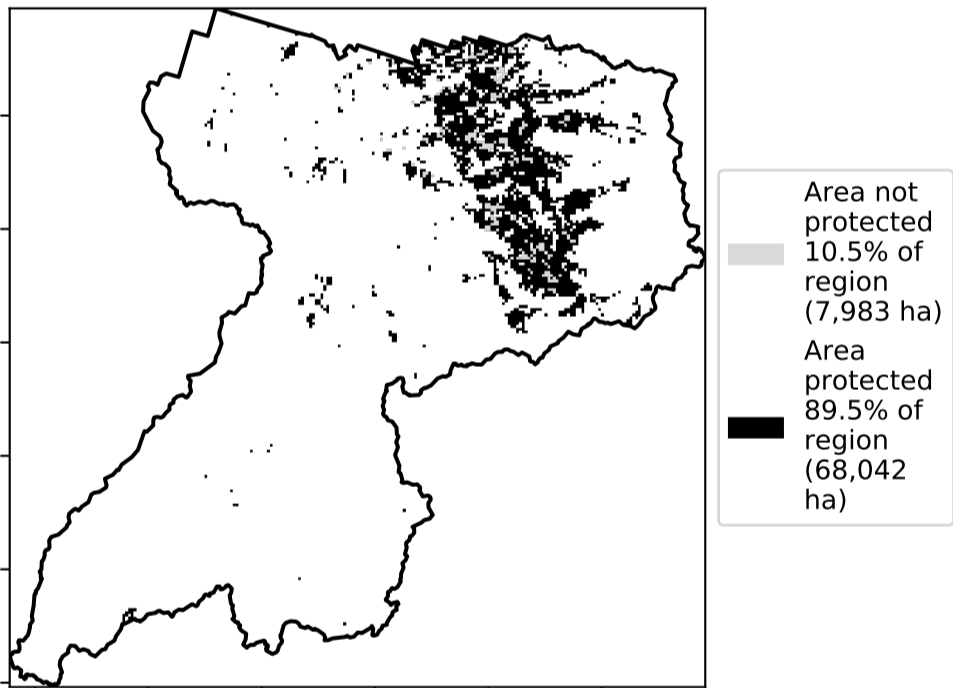 Area not
protected
10.5% of
region
(7,983 ha)
Area
protected
89.5% of
region
(68,042
ha)